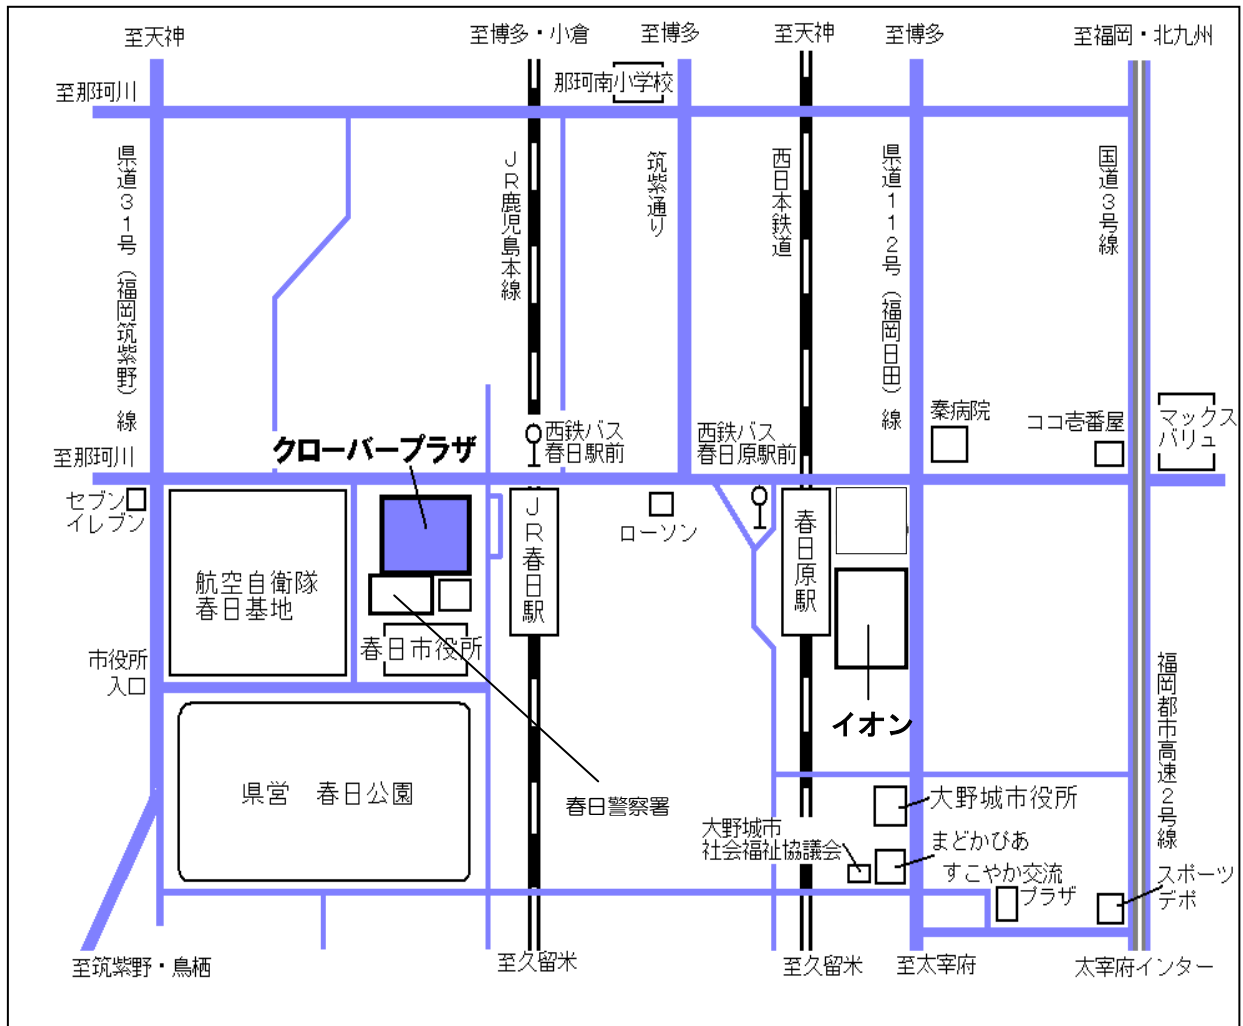 至天神
至博多・小倉
至博多
至天神
至博多
至福岡・北九州
那珂南小学校
至那珂川
県道31号(福岡筑紫野)線
JR鹿児島本線
筑紫通り
西日本鉄道
県道112号(福岡日田)線
国道3号線
秦病院
ココ壱番屋
マックス
バリュ
西鉄バス
春日駅前
西鉄バス
春日原駅前
クローバープラザ
至那珂川
セブン
イレブン
ローソン
JR春日駅
春日原駅
航空自衛隊
春日基地
春日市役所
市役所
入口
イオン
福岡都市高速2号線
県営 春日公園
春日警察署
大野城市役所
大野城市
社会福祉協議会
まどかぴあ
すこやか交流
プラザ
スポーツ
デポ
至筑紫野・鳥栖
至久留米
至久留米
至太宰府
太宰府インター